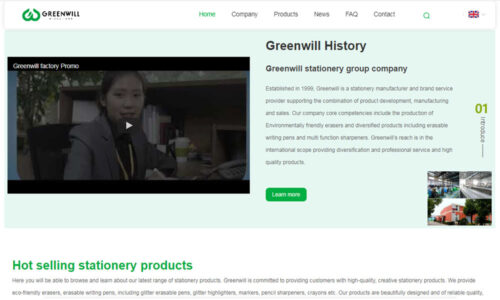 GREENWILL
Home
Company
Products
News
FAQ
Contact
Greenwill factory Promo
Greenwill History
Greenwill stationery group company
Established in 1999, Greenwill is a stationery manufacturer and brand service
provider supporting the combination of product development, manufacturing
and sales. Our company core competencies include the production of
Environmentally friendly erasers and diversified products including erasable
writing pens and multi function sharpeners. Greenwill's reach is in the
international scope providing diversification and professional service and high
quality products.
Learn more
01
introduce
Hot selling stationery products
Here you will be able to browse and learn about our latest range of stationery products. Greenwill is committed to providing customers with high-quality, creative stationery products. We provide
eco-friendly erasers, erasable writing pens, including glitter erasable pens, glitter highlighters, markers, pencil sharpeners, crayons etc. Our products are beautifully designed and of reliable quality,